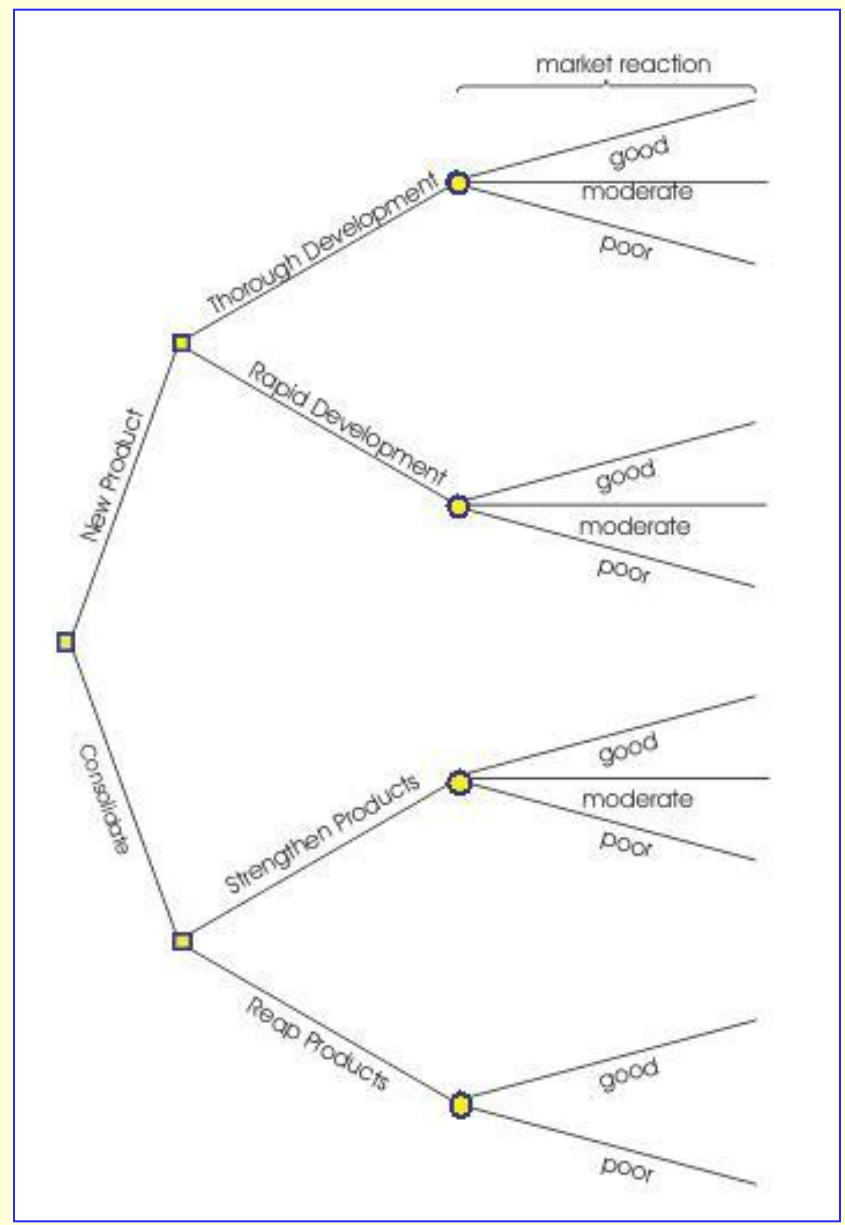 market reaction
good
moderate
poor
Thorough Development
Rapid Development
good
moderate
poor
New Product
Consolidate
Strengthen Products
good
moderate
poor
Reap Products
good
poor